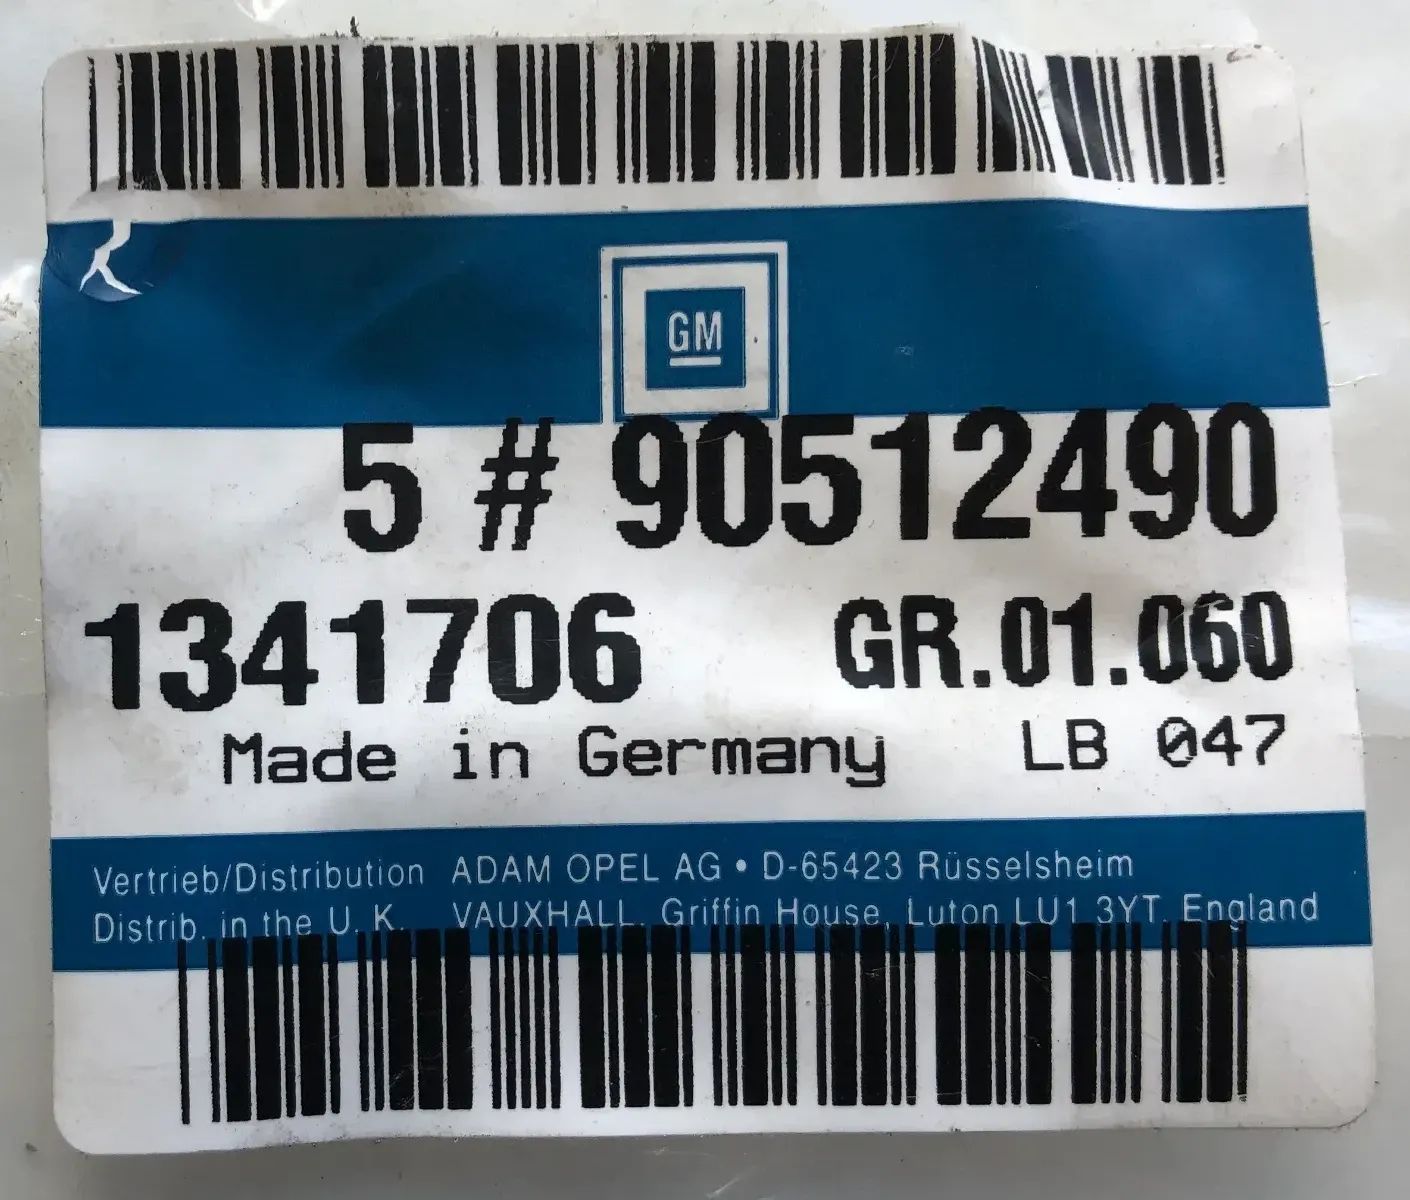 GM
5 # 90512490
1341706 GR.01.060
Made in Germany LB 047
Vertrieb/Distribution ADAM OPEL AG • D-65423 Rüsselsheim
Distrib. in the U. K. VAUXHALL, Griffin House, Luton LU1 3YT, England